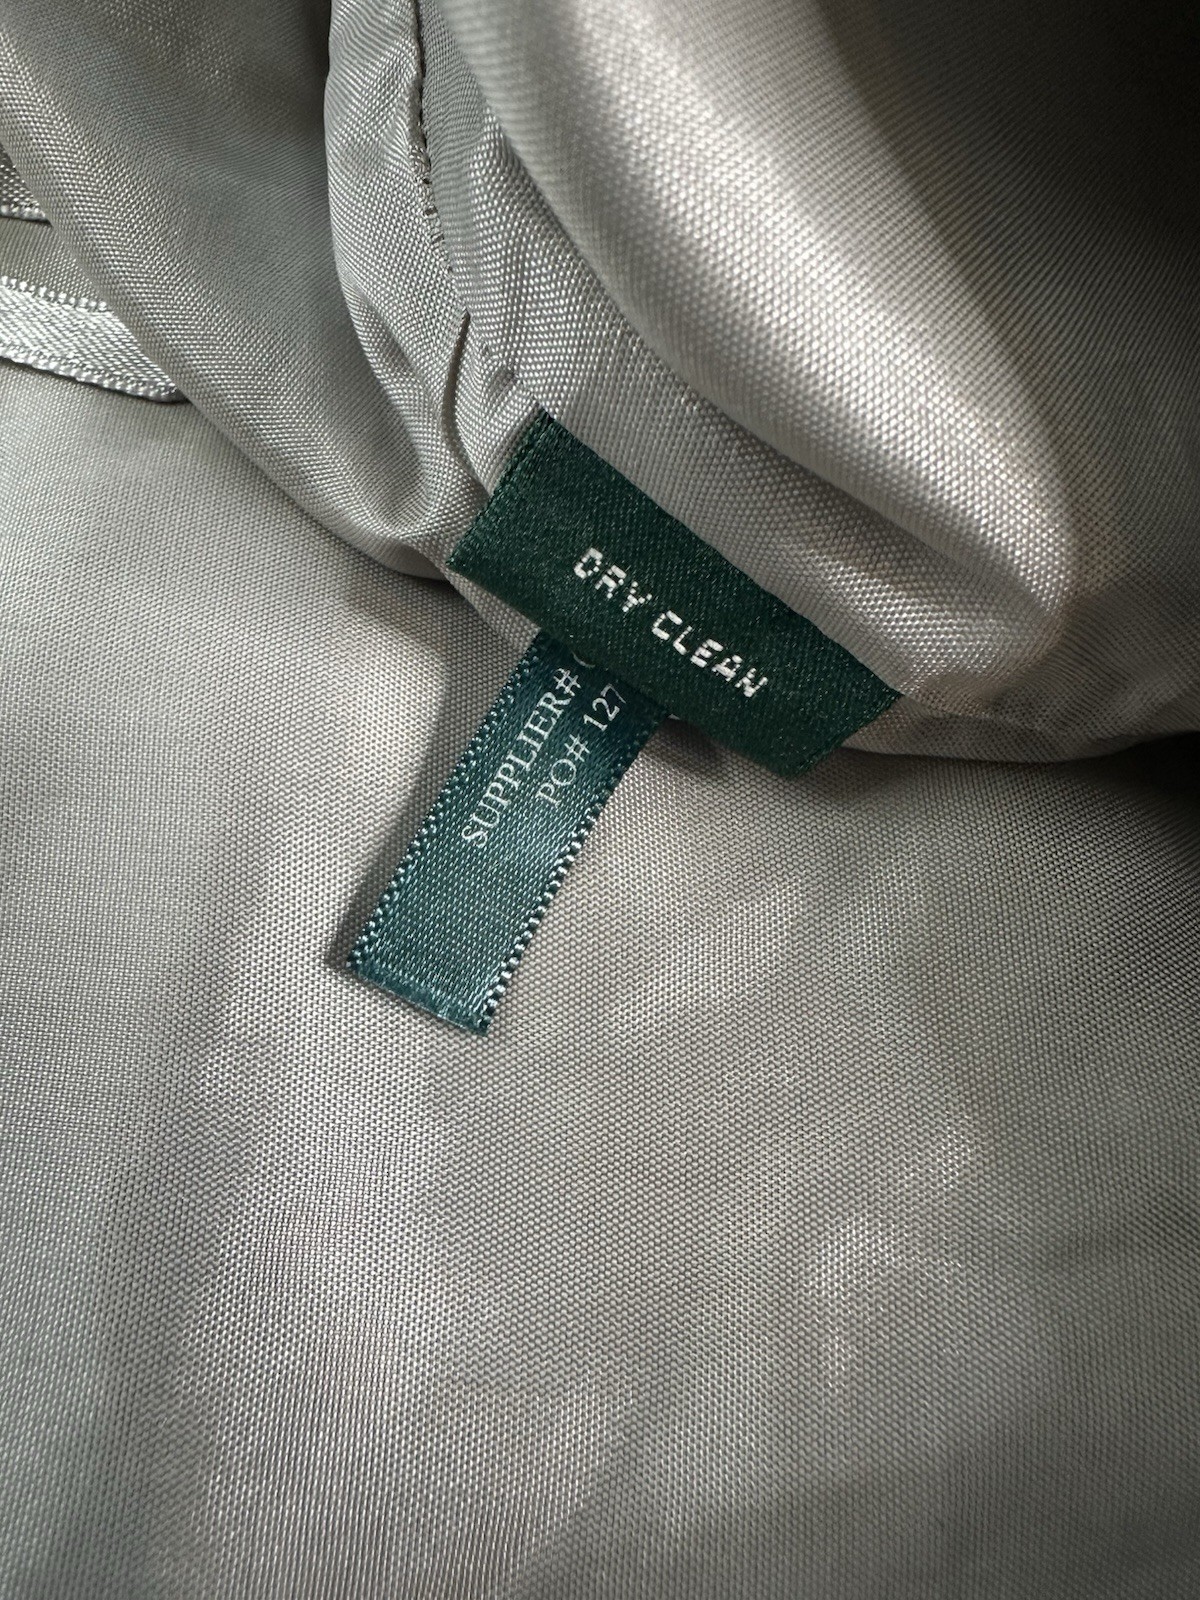 DRY CLEAN
SUPPLIER#
PO# 127